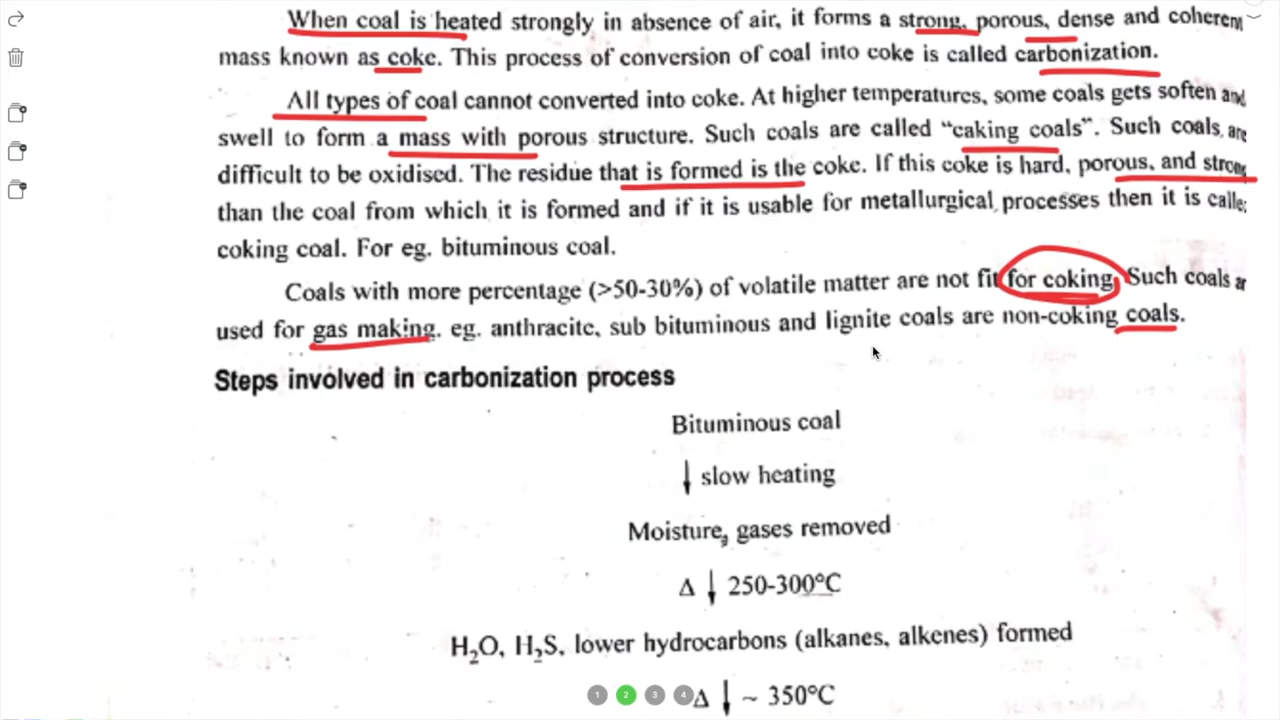 When coal is heated strongly in absence of air, it forms a strong, porous, dense and coheren
mass known as coke. This process of conversion of coal into coke is called carbonization.
All types of coal cannot converted into coke. At higher temperatures, some coals gets soften and
swell to form a mass with porous structure. Such coals are called “caking coals”. Such coals are
difficult to be oxidised. The residue that is formed is the coke. If this coke is hard, porous, and strong
than the coal from which it is formed and if it is usable for metallurgical processes then it is calle
coking coal. For eg. bituminous coal.
Coals with more percentage (>50-30%) of volatile matter are not fit for coking. Such coals ar
used for gas making. eg. anthracite, sub bituminous and lignite coals are non-coking coals.
Steps involved in carbonization process
Bituminous coal
↓ slow heating
Moisture, gases removed
Δ ↓ 250-300°C
H₂O, H₂S, lower hydrocarbons (alkanes, alkenes) formed
Δ ↓ ~ 350°C
1 2 3 4